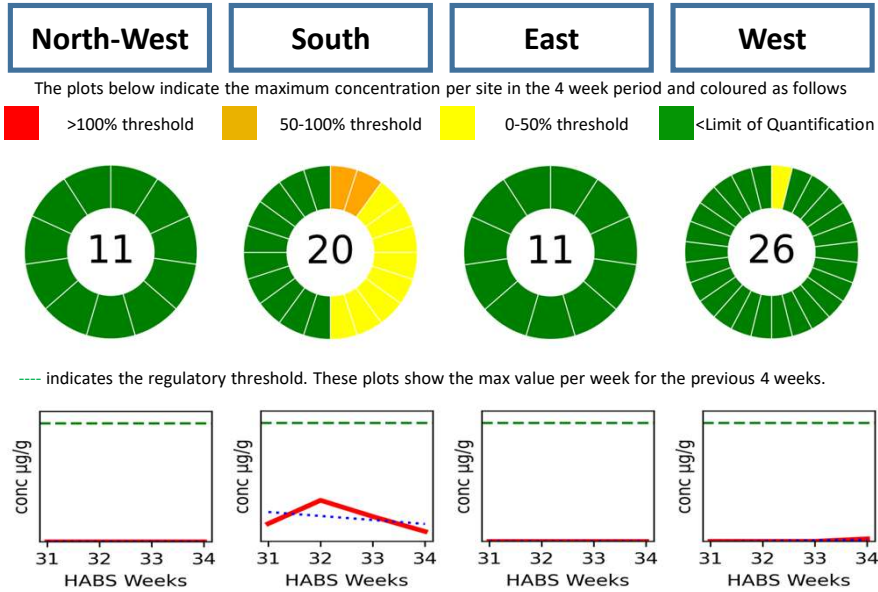 North-West South East West
The plots below indicate the maximum concentration per site in the 4 week period and coloured as follows
>100% threshold 50-100% threshold 0-50% threshold <Limit of Quantification
11 20 11 26
---- indicates the regulatory threshold. These plots show the max value per week for the previous 4 weeks.
conc µg/g conc µg/g conc µg/g conc µg/g
31 32 33 34 31 32 33 34 31 32 33 34 31 32 33 34
HABS Weeks HABS Weeks HABS Weeks HABS Weeks